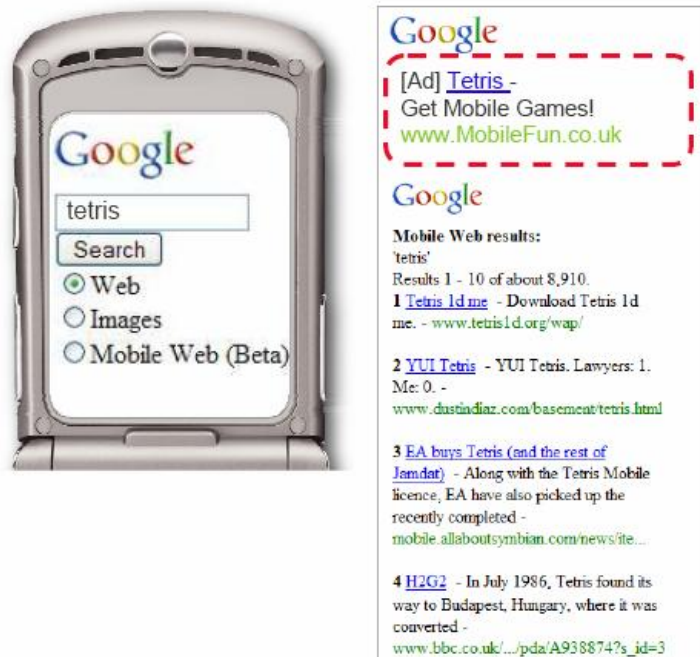 Google
tetris
Search
Web
Images
Mobile Web (Beta)
Google
[Ad] Tetris -
Get Mobile Games!
www.MobileFun.co.uk
Google
Mobile Web results:
'tetris'
Results 1 - 10 of about 8,910.
1 Tetris 1d me - Download Tetris 1d
me. - www.tetris1d.org/wap/
2 YUI Tetris - YUI Tetris. Lawyers: 1.
Me: 0. -
www.dustindiaz.com/basement/tetris.html
3 EA buys Tetris (and the rest of
Jamdat) - Along with the Tetris Mobile
licence, EA have also picked up the
recently completed -
mobile.allaboutsymbian.com/news/ite...
4 H2G2 - In July 1986, Tetris found its
way to Budapest, Hungary, where it was
converted -
www.bbc.co.uk/.../pda/A938874?s_id=3